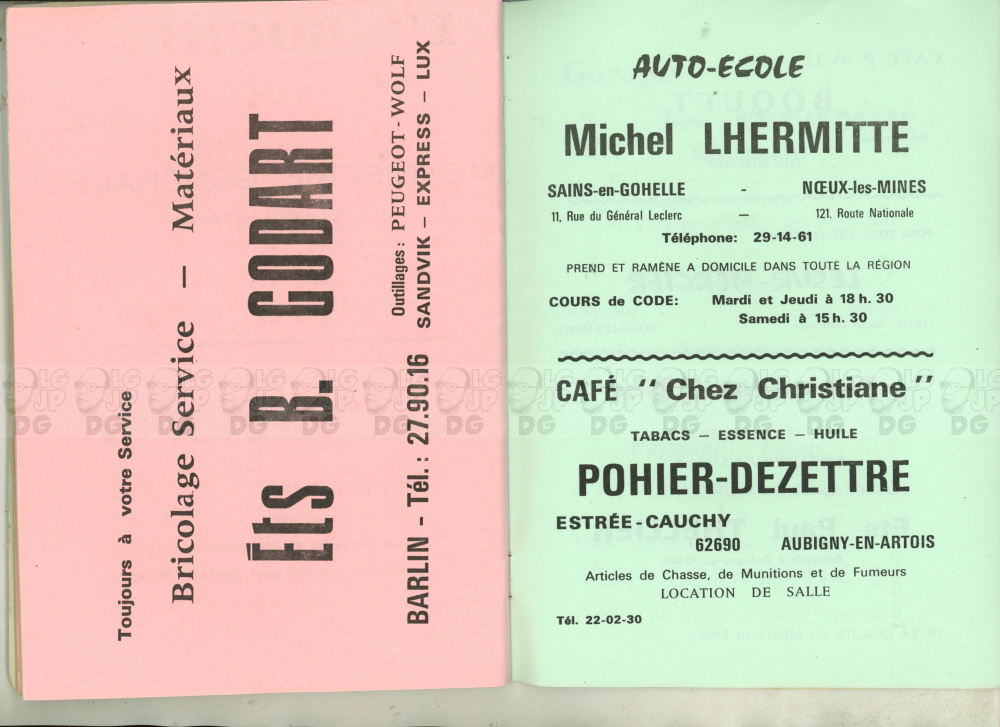 Toujours à votre Service
Bricolage Service — Matériaux
Éts B. GODART
Outillages: PEUGEOT-WOLF
SANDVIK – EXPRESS – LUX
BARLIN - Tél.: 27.90.16
AUTO-ECOLE
Michel LHERMITTE
SAINS-en-GOHELLE - NŒUX-les-MINES
11, Rue du Général Leclerc — 121, Route Nationale
Téléphone: 29-14-61
PREND ET RAMÈNE A DOMICILE DANS TOUTE LA RÉGION
COURS de CODE: Mardi et Jeudi à 18 h. 30
Samedi à 15 h. 30
CAFÉ "Chez Christiane"
TABACS – ESSENCE – HUILE
POHIER-DEZETTRE
ESTRÉE-CAUCHY
62690 AUBIGNY-EN-ARTOIS
Articles de Chasse, de Munitions et de Fumeurs
LOCATION DE SALLE
Tél. 22-02-30